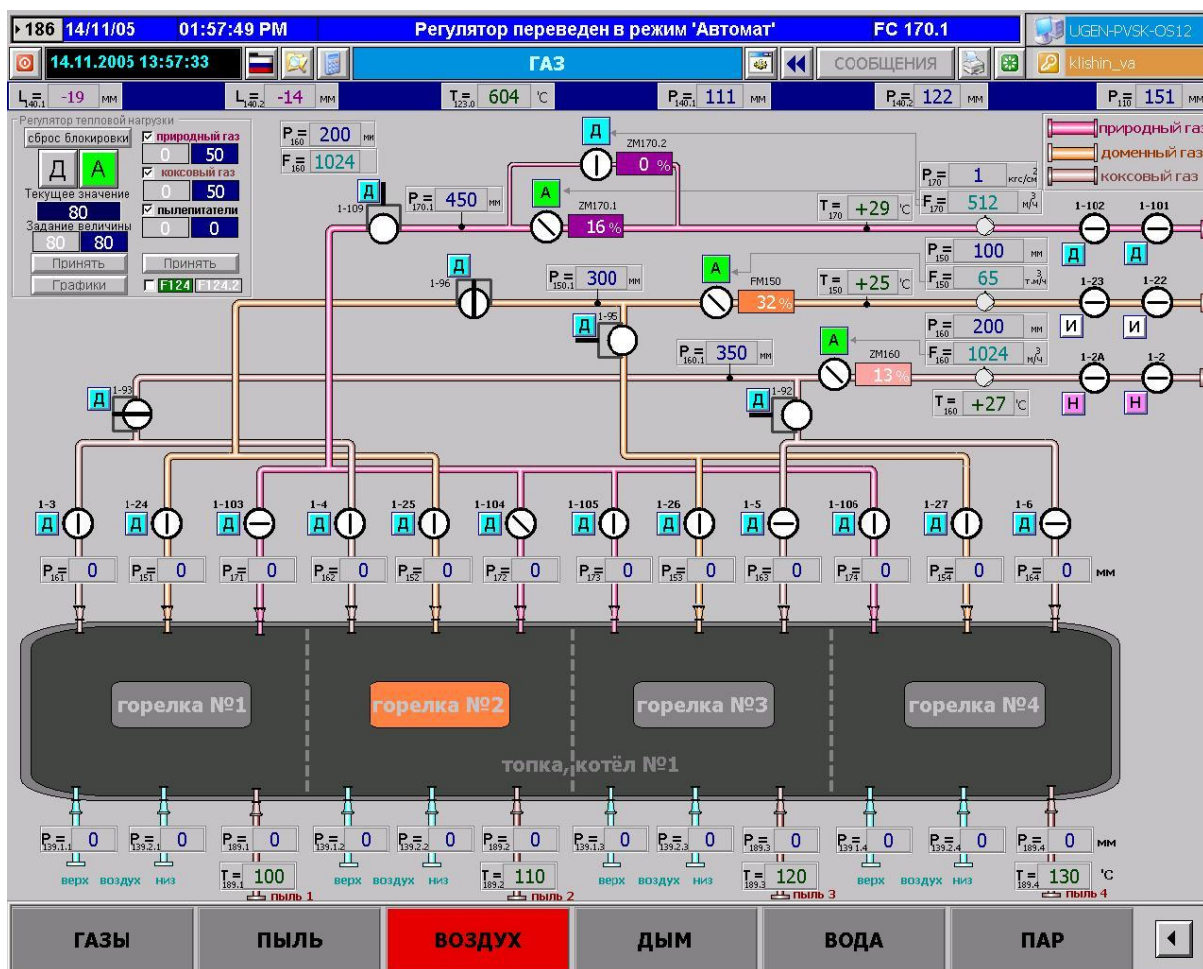 186 14/11/05 01:57:49 PM Регулятор переведен в режим 'Автомат' FC 170.1 UGEN-PVSK-OS12
14.11.2005 13:57:33 ГАЗ СООБЩЕНИЯ klishin_va
L140.1= -19 мм L140.2= -14 мм T123.0= 604 °C P140.1= 111 мм P140.2= 122 мм P110= 151 мм
Регулятор тепловой нагрузки
сброс блокировки природный газ
0 50
Д А коксовый газ
0 50
Текущее значение
80 пылепитатели
Задание величины 0 0
80 80
Принять Принять
Графики F124 F124.2
P160= 200 мм
F160= 1024
Д ZM170.2
0 %
природный газ
доменный газ
коксовый газ
Д 1-109 P170.1= 450 мм А ZM170.1
16 %
T170= +29 °C
P170= 1 кгс/см2
F170= 512 м3/ч
1-102 1-101
Д Д
Д 1-96 P150.1= 300 мм А FM150
32 %
T150= +25 °C
P150= 100 мм
F150= 65 т.м3/ч
1-23 1-22
И И
Д 1-95
P160.1= 350 мм А ZM160
13 %
P160= 200 мм
F160= 1024 м3/ч
T160= +27 °C
1-2А 1-2
Н Н
Д 1-93 Д 1-92
1-3 1-24 1-103 1-4 1-25 1-104 1-105 1-26 1-5 1-106 1-27 1-6
Д Д Д Д Д Д Д Д Д Д Д Д
P161= 0 P151= 0 P171= 0 P162= 0 P152= 0 P172= 0 P173= 0 P153= 0 P163= 0 P174= 0 P154= 0 P164= 0 мм
горелка №1 горелка №2 горелка №3 горелка №4
топка, котёл №1
P139.1.1= 0 P139.2.1= 0 P189.1= 0 P139.1.2= 0 P139.2.2= 0 P189.2= 0 P139.1.3= 0 P139.2.3= 0 P189.3= 0 P139.1.4= 0 P139.2.4= 0 P189.4= 0 мм
верх воздух низ T189.1= 100 верх воздух низ T189.2= 110 верх воздух низ T189.3= 120 верх воздух низ T189.4= 130 °C
пыль 1 пыль 2 пыль 3 пыль 4
ГАЗЫ ПЫЛЬ ВОЗДУХ ДЫМ ВОДА ПАР